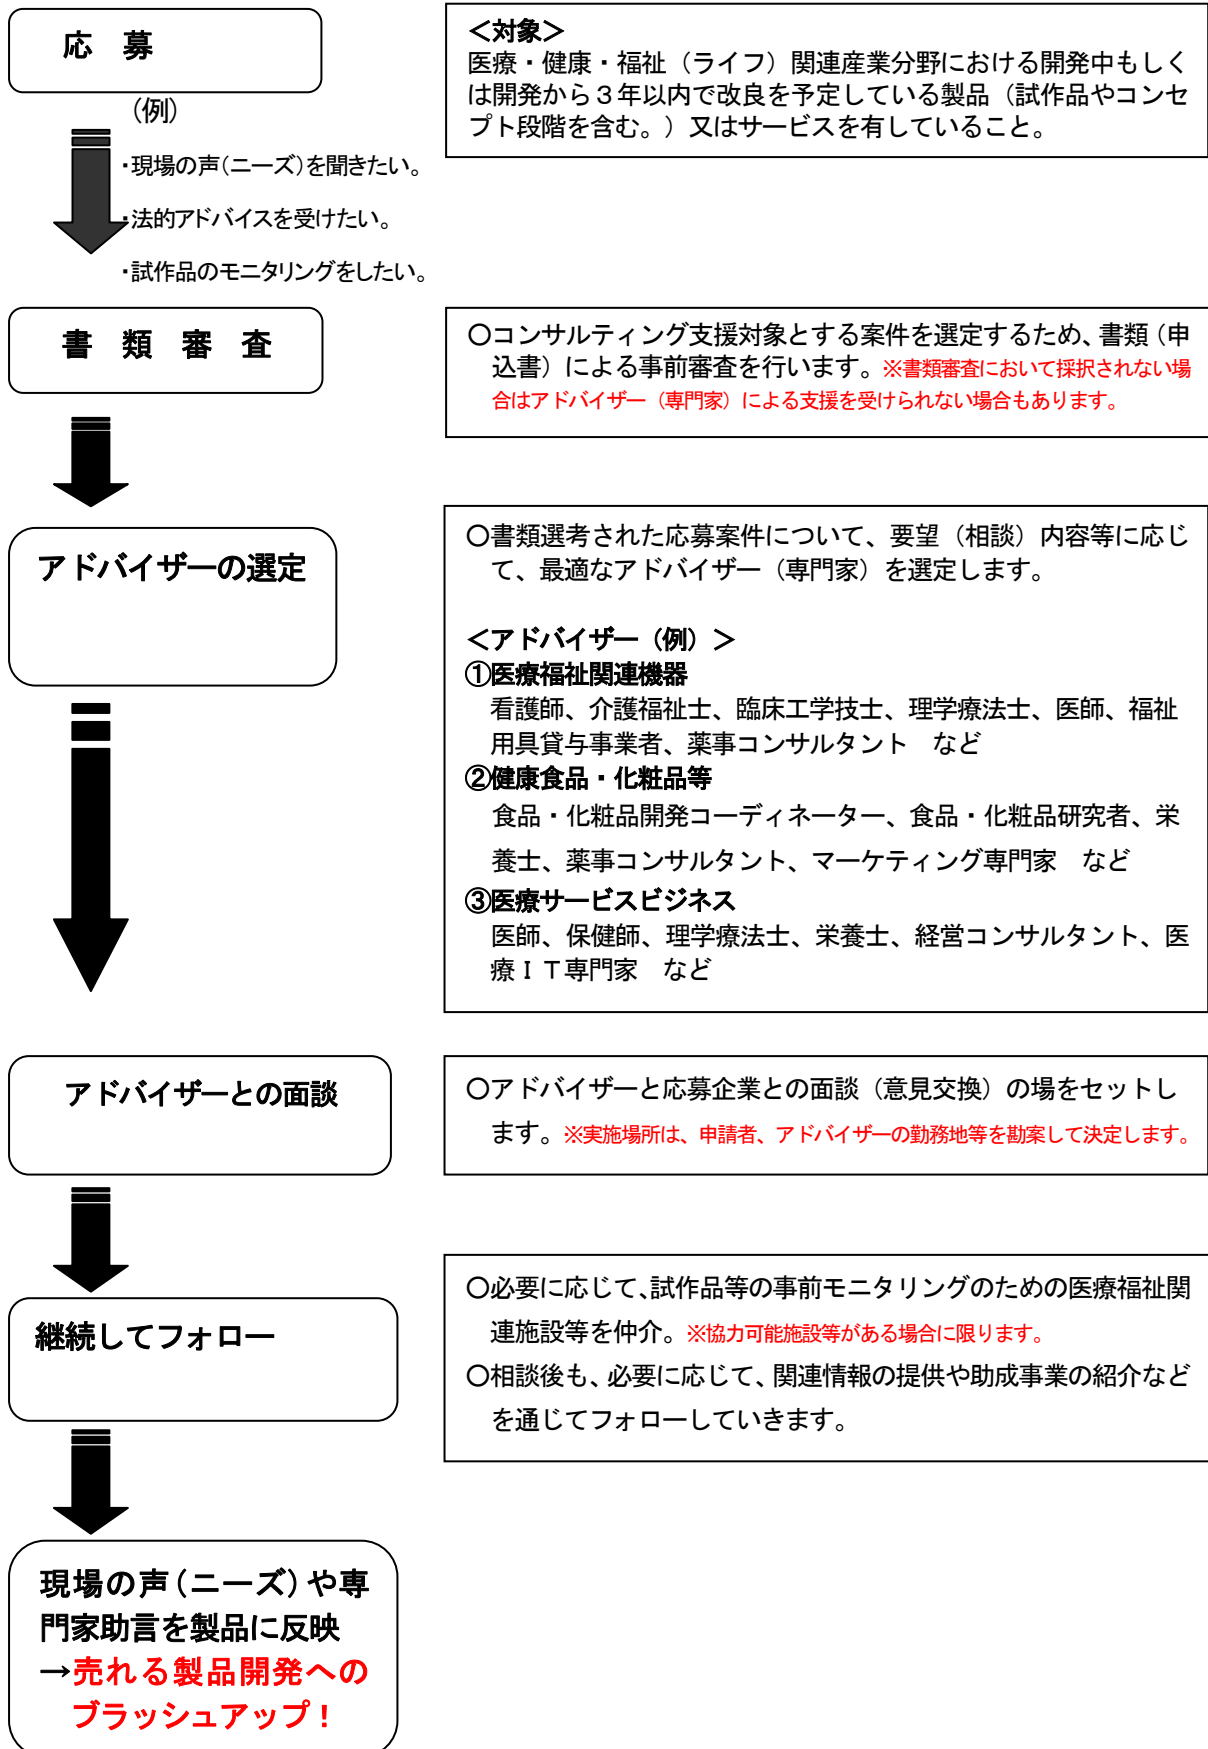 応　募
＜対象＞
医療・健康・福祉（ライフ）関連産業分野における開発中もしく
は開発から３年以内で改良を予定している製品（試作品やコンセ
プト段階を含む。）又はサービスを有していること。
（例）
・現場の声（ニーズ）を聞きたい。
・法的アドバイスを受けたい。
・試作品のモニタリングをしたい。
書　類　審　査
〇コンサルティング支援対象とする案件を選定するため、書類（申
込書）による事前審査を行います。※書類審査において採択されない場
合はアドバイザー（専門家）による支援を受けられない場合もあります。
アドバイザーの選定
〇書類選考された応募案件について、要望（相談）内容等に応じ
て、最適なアドバイザー（専門家）を選定します。
＜アドバイザー（例）＞
①医療福祉関連機器
看護師、介護福祉士、臨床工学技士、理学療法士、医師、福祉
用具貸与事業者、薬事コンサルタント　など
②健康食品・化粧品等
食品・化粧品開発コーディネーター、食品・化粧品研究者、栄
養士、薬事コンサルタント、マーケティング専門家　など
③医療サービスビジネス
医師、保健師、理学療法士、栄養士、経営コンサルタント、医
療ＩＴ専門家　など
アドバイザーとの面談
〇アドバイザーと応募企業との面談（意見交換）の場をセットし
ます。※実施場所は、申請者、アドバイザーの勤務地等を勘案して決定します。
継続してフォロー
〇必要に応じて、試作品等の事前モニタリングのための医療福祉関
連施設等を仲介。※協力可能施設等がある場合に限ります。
〇相談後も、必要に応じて、関連情報の提供や助成事業の紹介など
を通じてフォローしていきます。
現場の声（ニーズ）や専
門家助言を製品に反映
→売れる製品開発への
ブラッシュアップ！